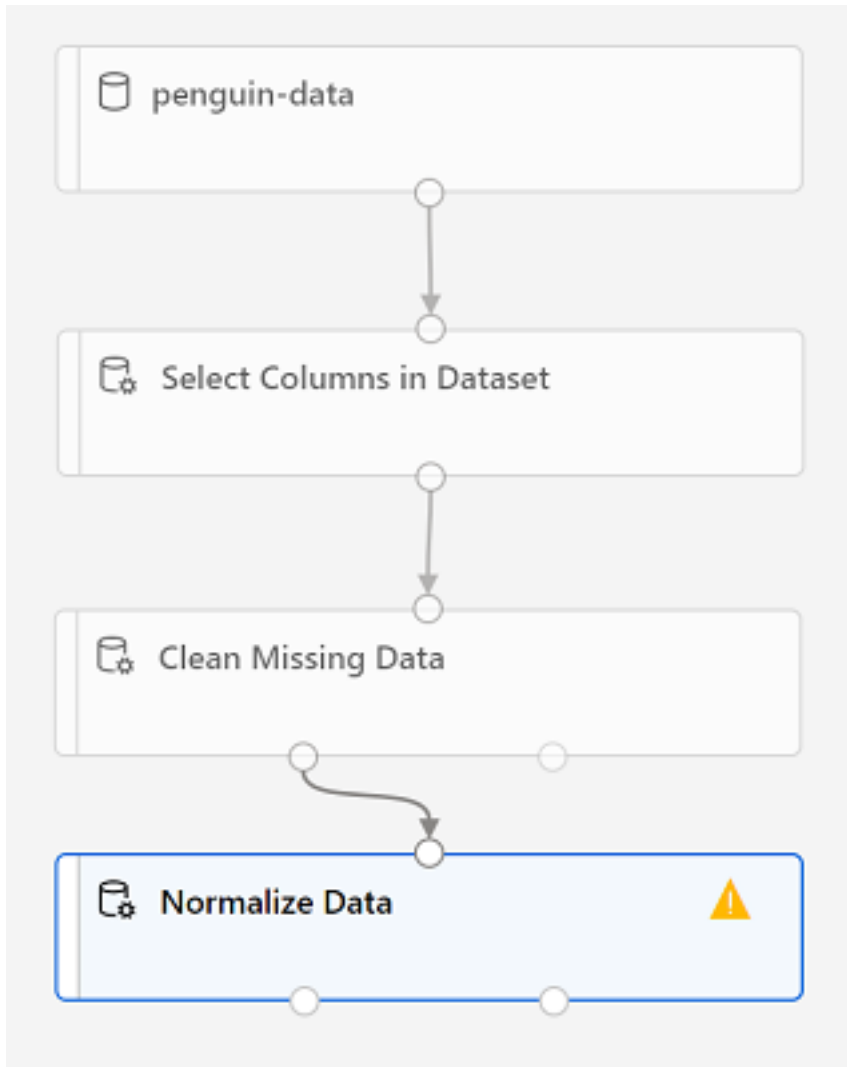 penguin-data
Select Columns in Dataset
Clean Missing Data
Normalize Data